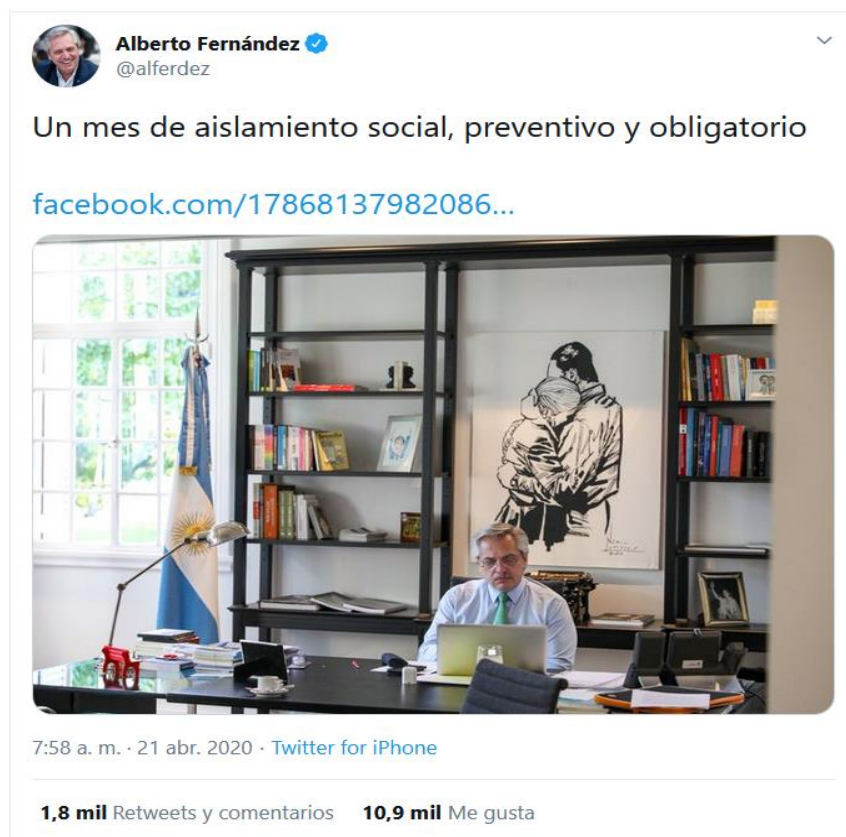 Alberto Fernández
@alferdez
Un mes de aislamiento social, preventivo y obligatorio
facebook.com/17868137982086...
7:58 a. m. · 21 abr. 2020 · Twitter for iPhone
1,8 mil Retweets y comentarios 10,9 mil Me gusta